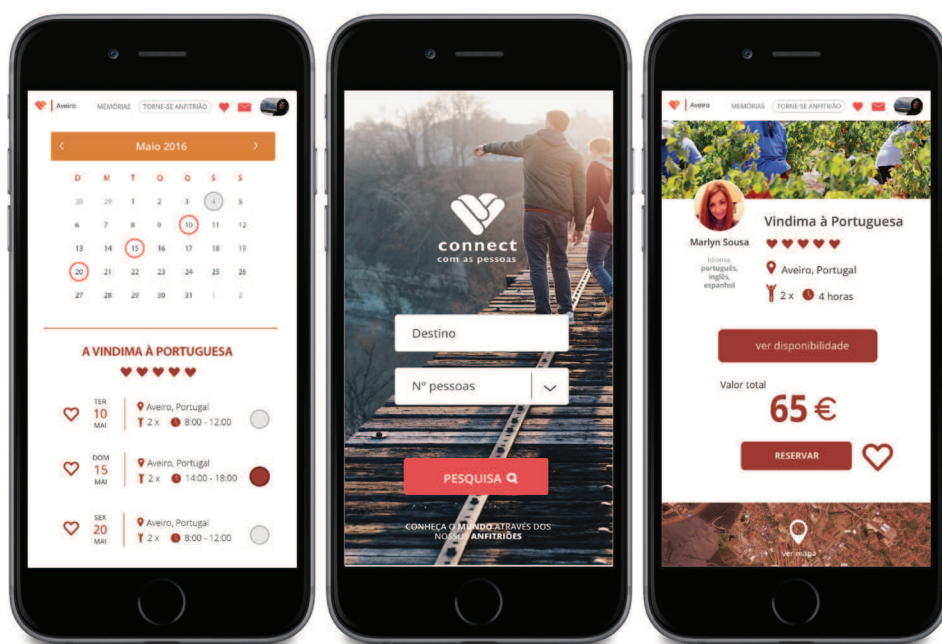 Aveiro MEMÓRIAS TORNE-SE ANFITRIÃO
Maio 2016
D M T Q Q S S
28 29 1 2 3 4 5
6 7 8 9 10 11 12
13 14 15 16 17 18 19
20 21 22 23 24 25 26
27 28 29 30 31 1 2
A VINDIMA À PORTUGUESA
TER
10
MAI
Aveiro, Portugal
2 x 8:00 - 12:00
DOM
15
MAI
Aveiro, Portugal
2 x 14:00 - 18:00
SEX
20
MAI
Aveiro, Portugal
2 x 8:00 - 12:00
connect
com as pessoas
Destino
Nº pessoas
PESQUISA
CONHEÇA O MUNDO ATRAVÉS DOS
NOSSOS ANFITRIÕES
Aveiro MEMÓRIAS TORNE-SE ANFITRIÃO
Marlyn Sousa
Idioma:
português,
inglês,
espanhol
Vindima à Portuguesa
Aveiro, Portugal
2 x 4 horas
ver disponibilidade
Valor total
65 €
RESERVAR
ver mapa